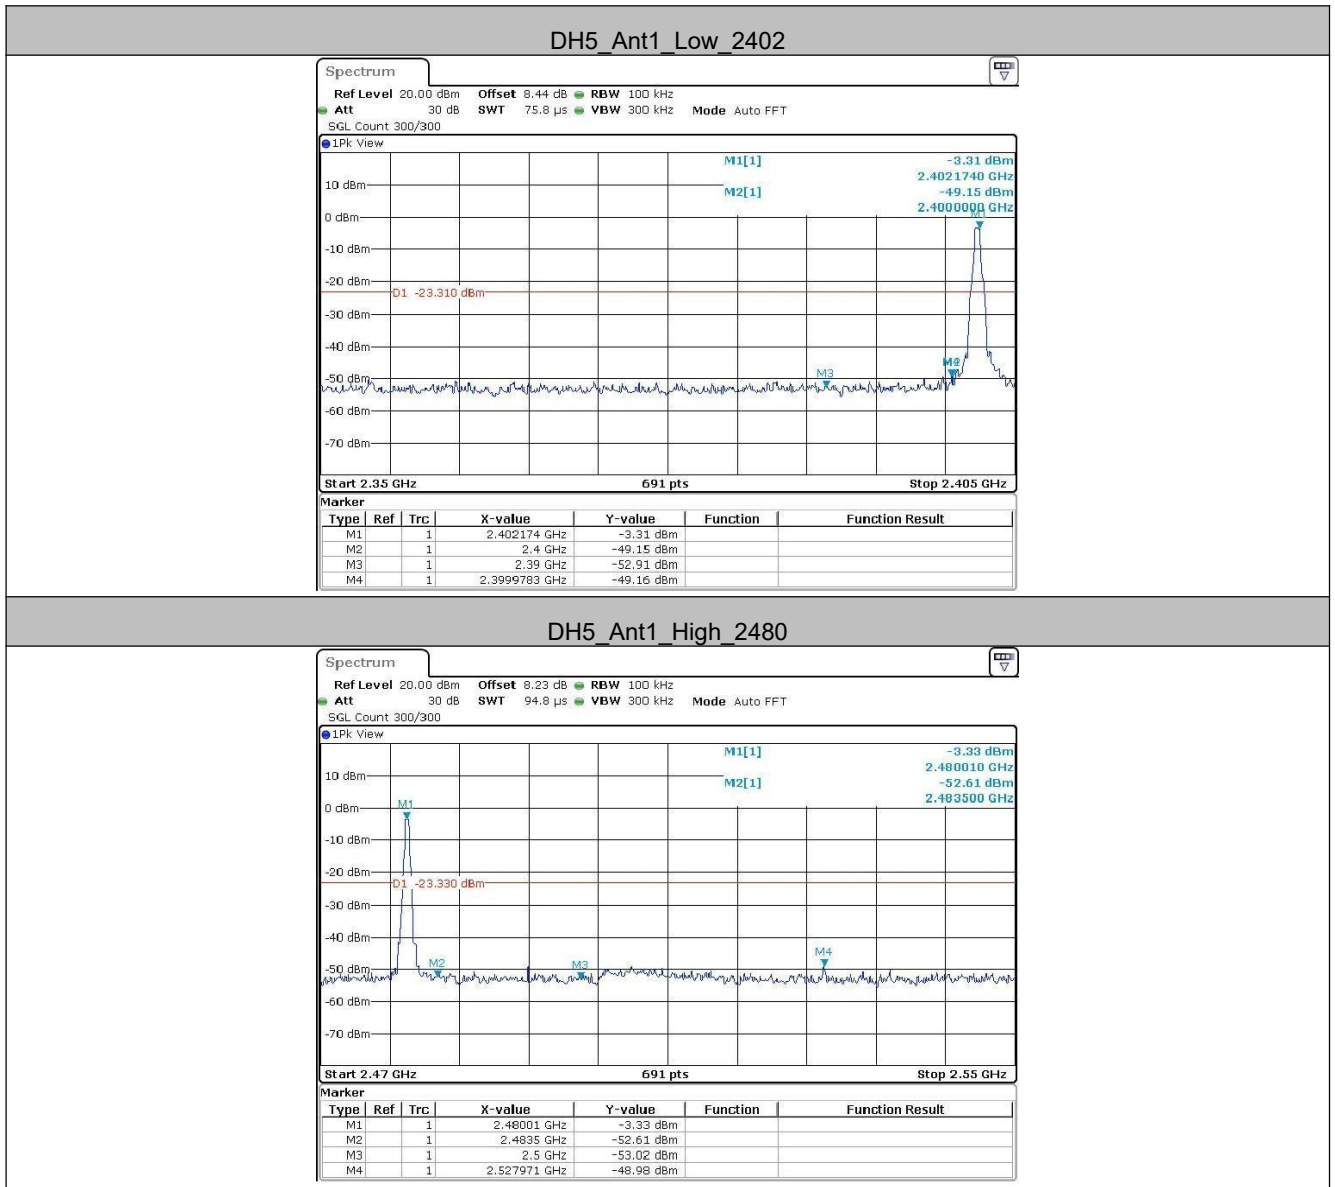 DH5_Ant1_Low_2402
Spectrum
Ref Level 20.00 dBm Offset 8.44 dB RBW 100 kHz
Att 30 dB SWT 75.8 µs VBW 300 kHz Mode Auto FFT
SGL Count 300/300
1Pk View
M1[1] -3.31 dBm
2.4021740 GHz
10 dBm
M2[1] -49.15 dBm
2.4000000 GHz
0 dBm
M1
-10 dBm
-20 dBm
D1 -23.310 dBm
-30 dBm
-40 dBm
M3
-50 dBm
-60 dBm
-70 dBm
Start 2.35 GHz 691 pts Stop 2.405 GHz
Marker
Type Ref Trc X-value Y-value Function Function Result
M1 1 2.402174 GHz -3.31 dBm
M2 1 2.4 GHz -49.15 dBm
M3 1 2.39 GHz -52.91 dBm
M4 1 2.3999783 GHz -49.16 dBm
DH5_Ant1_High_2480
Spectrum
Ref Level 20.00 dBm Offset 8.23 dB RBW 100 kHz
Att 30 dB SWT 94.8 µs VBW 300 kHz Mode Auto FFT
SGL Count 300/300
1Pk View
M1[1] -3.33 dBm
2.480010 GHz
10 dBm
M2[1] -52.61 dBm
2.483500 GHz
0 dBm
M1
-10 dBm
-20 dBm
D1 -23.330 dBm
-30 dBm
-40 dBm
M4
M2 M3
-50 dBm
-60 dBm
-70 dBm
Start 2.47 GHz 691 pts Stop 2.55 GHz
Marker
Type Ref Trc X-value Y-value Function Function Result
M1 1 2.48001 GHz -3.33 dBm
M2 1 2.4835 GHz -52.61 dBm
M3 1 2.5 GHz -53.02 dBm
M4 1 2.527971 GHz -48.98 dBm